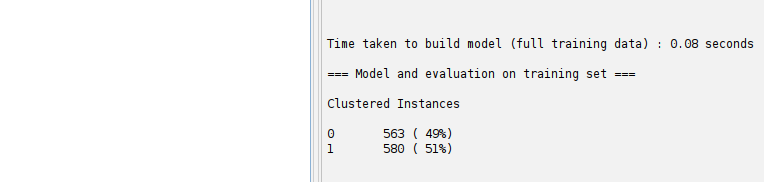 Time taken to build model (full training data) : 0.08 seconds
=== Model and evaluation on training set ===
Clustered Instances
0       563 ( 49%)
1       580 ( 51%)